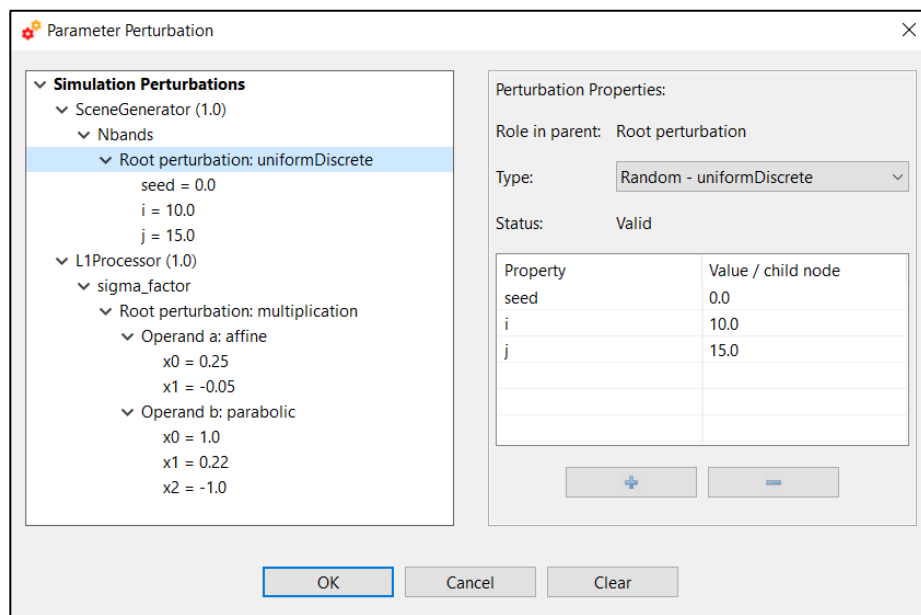 Parameter Perturbation
Simulation Perturbations
SceneGenerator (1.0)
Nbands
Root perturbation: uniformDiscrete
seed = 0.0
i = 10.0
j = 15.0
L1Processor (1.0)
sigma_factor
Root perturbation: multiplication
Operand a: affine
x0 = 0.25
x1 = -0.05
Operand b: parabolic
x0 = 1.0
x1 = 0.22
x2 = -1.0
Perturbation Properties:
Role in parent: Root perturbation
Type: Random - uniformDiscrete
Status: Valid
Property Value / child node
seed 0.0
i 10.0
j 15.0
OK Cancel Clear